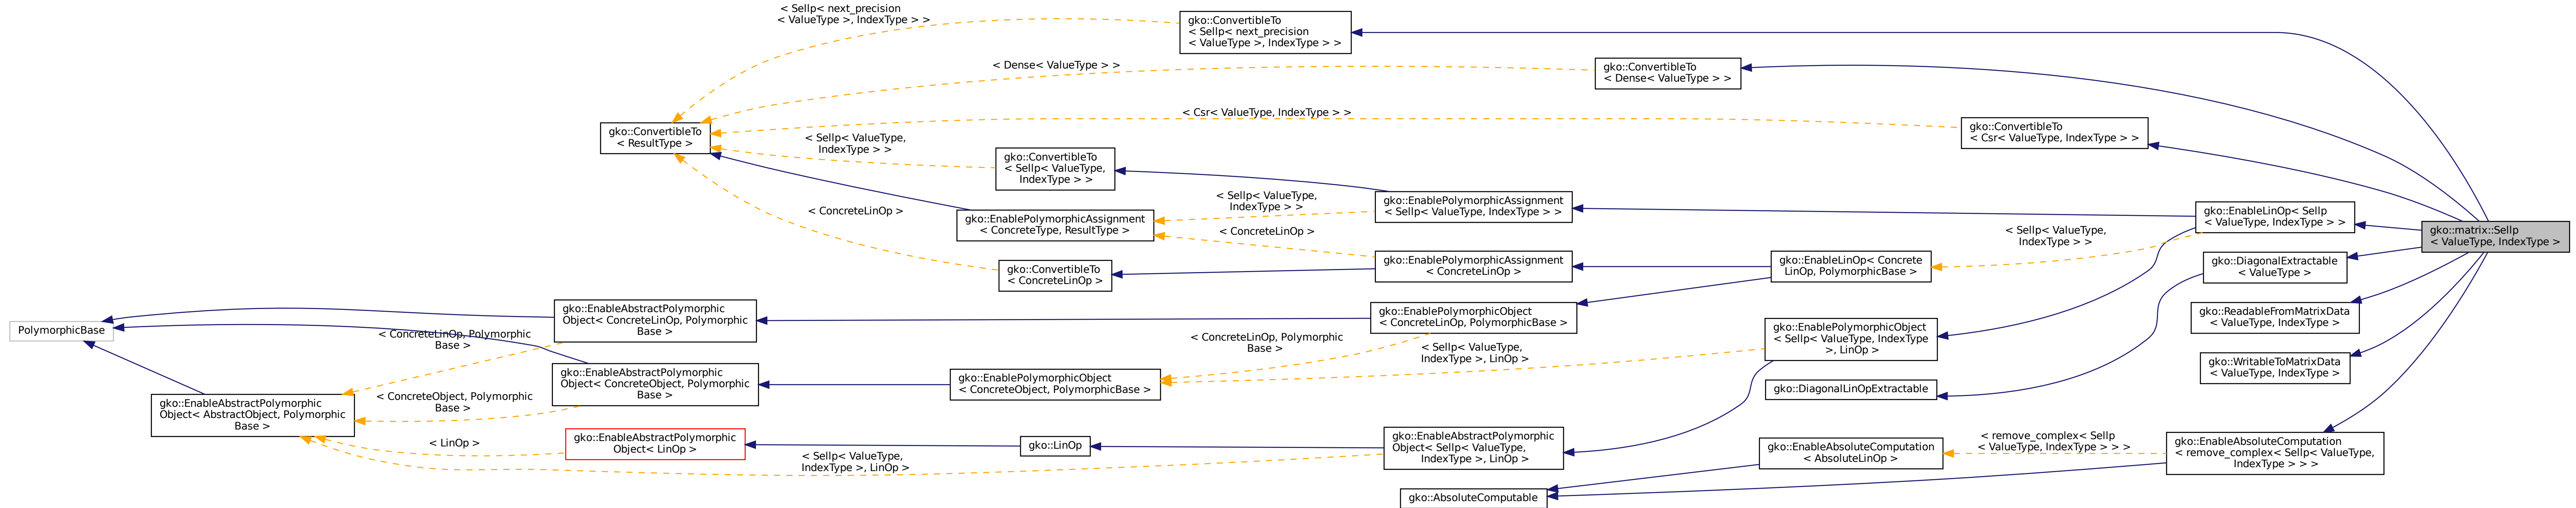 < Sellp< next_precision
< ValueType >, IndexType > >
gko::ConvertibleTo
< Sellp< next_precision
< ValueType >, IndexType > >
< Dense< ValueType > >
gko::ConvertibleTo
< Dense< ValueType > >
< Csr< ValueType, IndexType > >
gko::ConvertibleTo
< Csr< ValueType, IndexType > >
gko::ConvertibleTo
< ResultType >
< Sellp< ValueType,
IndexType > >
gko::ConvertibleTo
< Sellp< ValueType,
IndexType > >
< Sellp< ValueType,
IndexType > >
gko::EnablePolymorphicAssignment
< Sellp< ValueType, IndexType > >
gko::EnableLinOp< Sellp
< ValueType, IndexType > >
gko::matrix::Sellp
< ValueType, IndexType >
< ConcreteLinOp >
gko::EnablePolymorphicAssignment
< ConcreteType, ResultType >
< ConcreteLinOp >
< Sellp< ValueType,
IndexType > >
gko::ConvertibleTo
< ConcreteLinOp >
gko::EnablePolymorphicAssignment
< ConcreteLinOp >
gko::EnableLinOp< Concrete
LinOp, PolymorphicBase >
gko::DiagonalExtractable
< ValueType >
PolymorphicBase
gko::EnableAbstractPolymorphic
Object< ConcreteLinOp, Polymorphic
Base >
gko::EnablePolymorphicObject
< ConcreteLinOp, PolymorphicBase >
gko::ReadableFromMatrixData
< ValueType, IndexType >
< ConcreteLinOp, Polymorphic
Base >
< ConcreteLinOp, Polymorphic
Base >
< Sellp< ValueType,
IndexType >, LinOp >
gko::EnablePolymorphicObject
< Sellp< ValueType, IndexType
>, LinOp >
gko::WritableToMatrixData
< ValueType, IndexType >
gko::EnableAbstractPolymorphic
Object< ConcreteObject, Polymorphic
Base >
gko::EnablePolymorphicObject
< ConcreteObject, PolymorphicBase >
gko::DiagonalLinOpExtractable
gko::EnableAbstractPolymorphic
Object< AbstractObject, Polymorphic
Base >
< ConcreteObject, Polymorphic
Base >
< LinOp >
gko::EnableAbstractPolymorphic
Object< LinOp >
gko::LinOp
gko::EnableAbstractPolymorphic
Object< Sellp< ValueType,
IndexType >, LinOp >
gko::EnableAbsoluteComputation
< AbsoluteLinOp >
< remove_complex< Sellp
< ValueType, IndexType > > >
gko::EnableAbsoluteComputation
< remove_complex< Sellp< ValueType,
IndexType > > >
< Sellp< ValueType,
IndexType >, LinOp >
gko::AbsoluteComputable